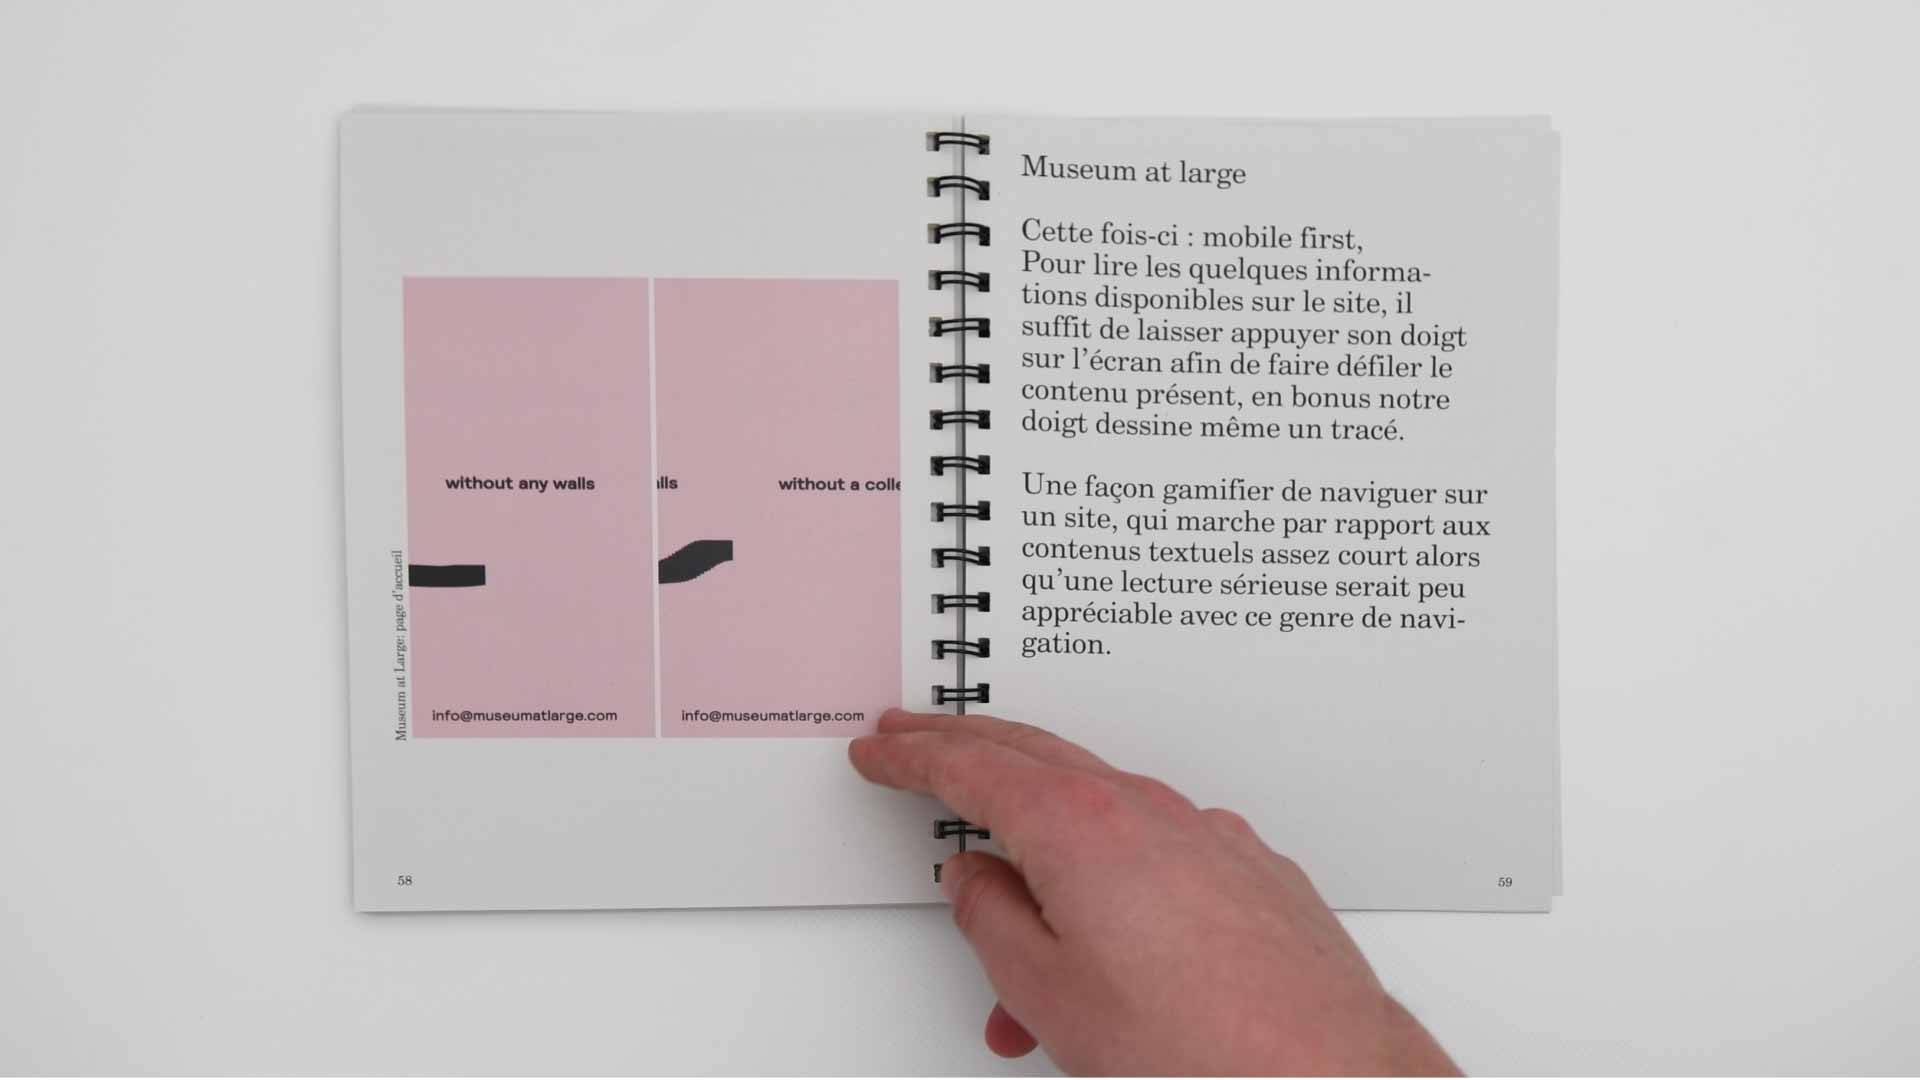 without any walls
info@museumatlarge.com
lls
without a colle
info@museumatlarge.com
Museum at Large: page d'accueil
58
Museum at large
Cette fois-ci : mobile first,
Pour lire les quelques informa-
tions disponibles sur le site, il
suffit de laisser appuyer son doigt
sur l'écran afin de faire défiler le
contenu présent, en bonus notre
doigt dessine même un tracé.
Une façon gamifier de naviguer sur
un site, qui marche par rapport aux
contenus textuels assez court alors
qu'une lecture sérieuse serait peu
appréciable avec ce genre de navi-
gation.
59